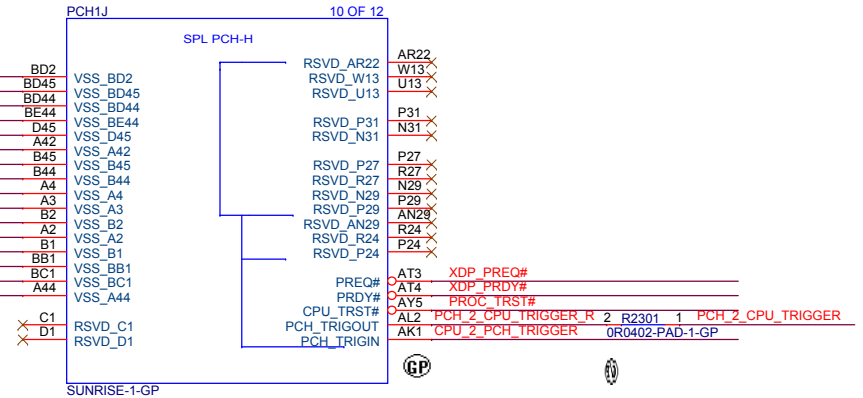 PCH1J 10 OF 12
SPL PCH-H
BD2 VSS_BD2
BD45 VSS_BD45
BD44 VSS_BD44
BE44 VSS_BE44
D45 VSS_D45
A42 VSS_A42
B45 VSS_B45
B44 VSS_B44
A4 VSS_A4
A3 VSS_A3
B2 VSS_B2
A2 VSS_A2
B1 VSS_B1
BB1 VSS_BB1
BC1 VSS_BC1
A44 VSS_A44
C1 RSVD_C1
D1 RSVD_D1
RSVD_AR22 AR22
RSVD_W13 W13
RSVD_U13 U13
RSVD_P31 P31
RSVD_N31 N31
RSVD_P27 P27
RSVD_R27 R27
RSVD_N29 N29
RSVD_P29 P29
RSVD_AN29 AN29
RSVD_R24 R24
RSVD_P24 P24
PREQ# AT3 XDP_PREQ#
PRDY# AT4 XDP_PRDY#
CPU_TRST# AY5 PROC_TRST#
PCH_TRIGOUT AL2 PCH_2_CPU_TRIGGER_R 2 R2301 1 PCH_2_CPU_TRIGGER
PCH_TRIGIN AK1 CPU_2_PCH_TRIGGER 0R0402-PAD-1-GP
GP
SUNRISE-1-GP